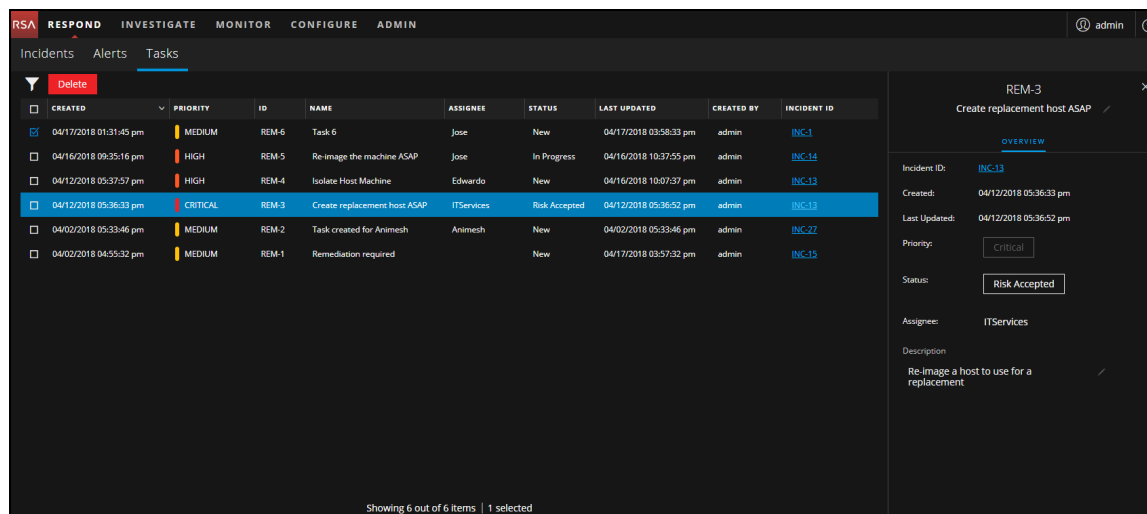 RSA RESPOND INVESTIGATE MONITOR CONFIGURE ADMIN admin
Incidents Alerts Tasks
Delete
CREATED PRIORITY ID NAME ASSIGNEE STATUS LAST UPDATED CREATED BY INCIDENT ID
04/17/2018 01:31:45 pm MEDIUM REM-6 Task 6 Jose New 04/17/2018 03:58:33 pm admin INC-1
04/16/2018 09:35:16 pm HIGH REM-5 Re-image the machine ASAP Jose In Progress 04/16/2018 10:37:55 pm admin INC-14
04/12/2018 05:37:57 pm HIGH REM-4 Isolate Host Machine Edwardo New 04/16/2018 10:07:37 pm admin INC-13
04/12/2018 05:36:33 pm CRITICAL REM-3 Create replacement host ASAP ITServices Risk Accepted 04/12/2018 05:36:52 pm admin INC-13
04/02/2018 05:33:46 pm MEDIUM REM-2 Task created for Animesh Animesh New 04/02/2018 05:33:46 pm admin INC-27
04/02/2018 04:55:32 pm MEDIUM REM-1 Remediation required New 04/17/2018 03:57:32 pm admin INC-15
Showing 6 out of 6 items | 1 selected
REM-3
Create replacement host ASAP
OVERVIEW
Incident ID: INC-13
Created: 04/12/2018 05:36:33 pm
Last Updated: 04/12/2018 05:36:52 pm
Priority: Critical
Status: Risk Accepted
Assignee: ITServices
Description
Re-image a host to use for a
replacement